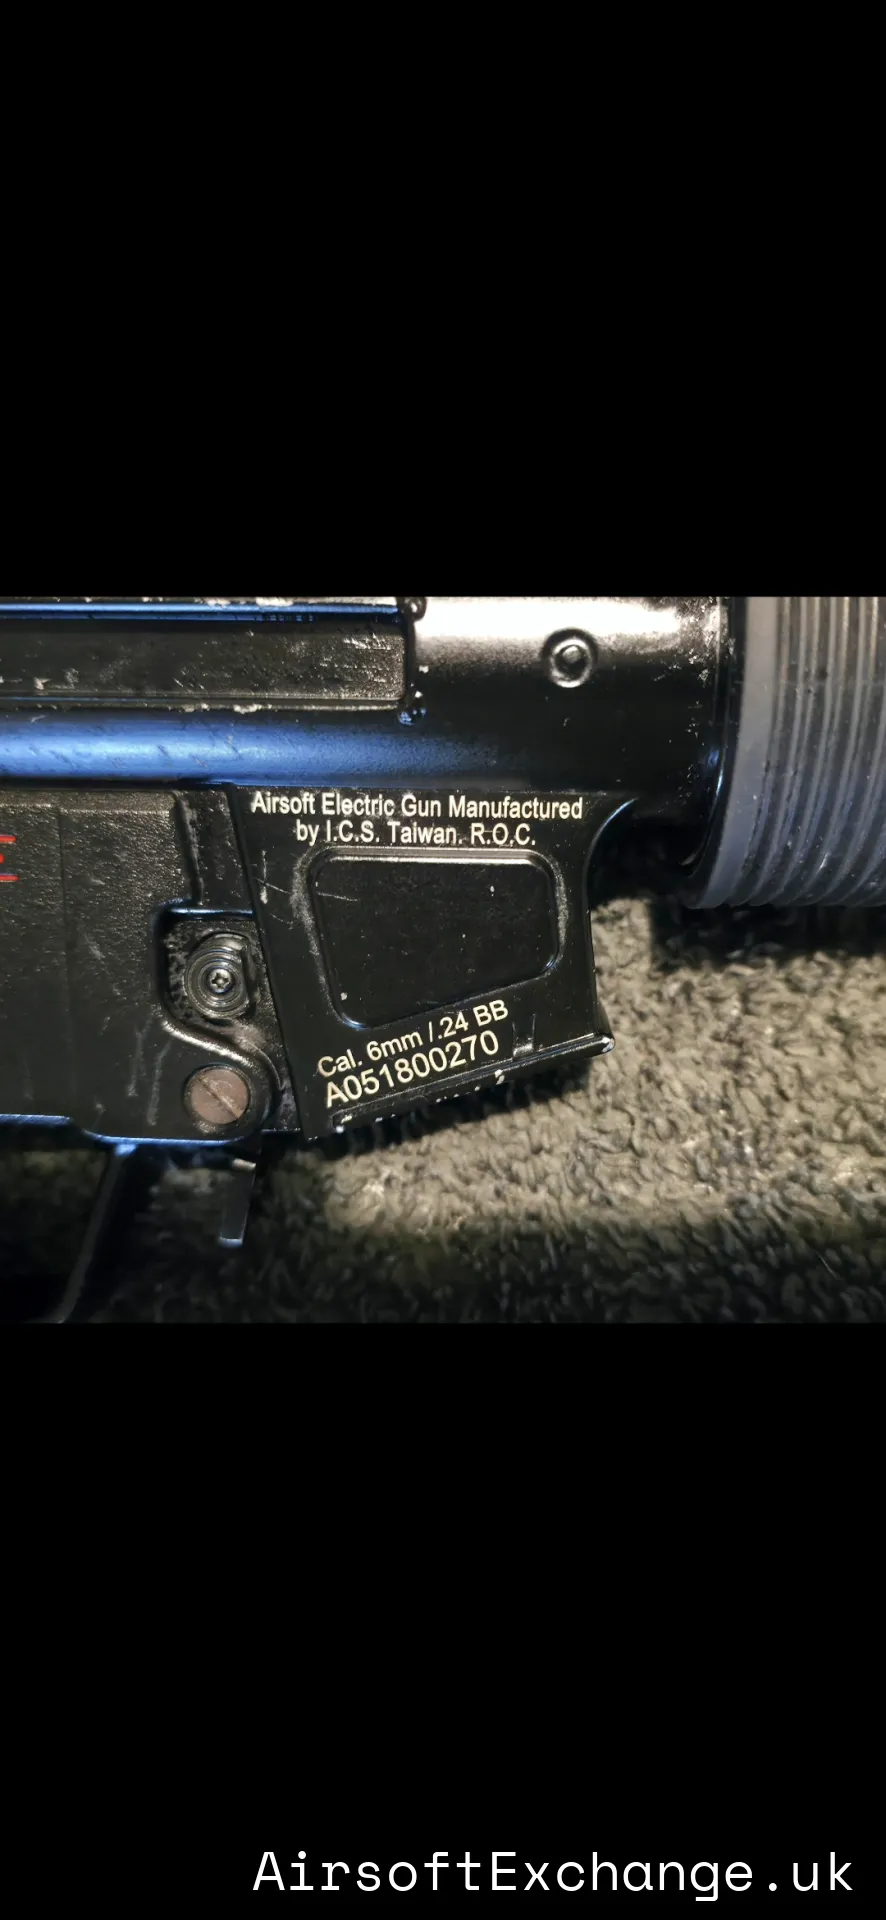 Airsoft Electric Gun Manufactured
by I.C.S. Taiwan. R.O.C.
Cal. 6mm /.24 BB
A051800270
AirsoftExchange.uk